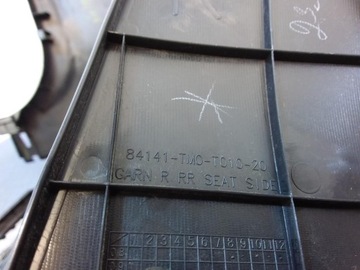 23
84141-TM0-T010-20
GARN R RR SEAT SIDE
1 2 3 4 5 6 7 8 9 10 11 12